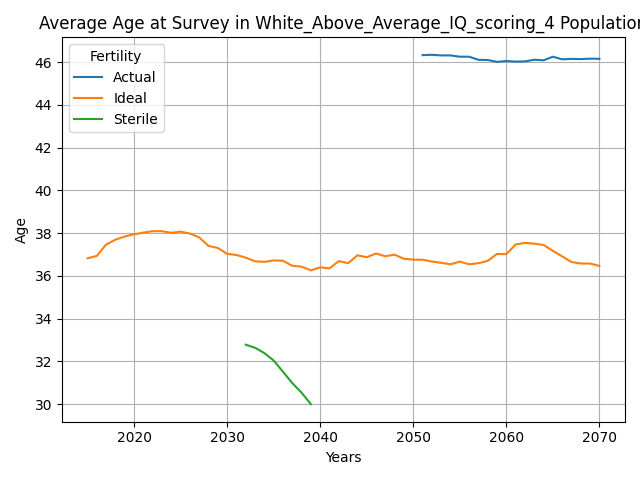 Average Age at Survey in White_Above_Average_IQ_scoring_4 Population
Fertility
Actual
Ideal
Sterile
46
44
42
40
38
36
34
32
30
Age
2020 2030 2040 2050 2060 2070
Years